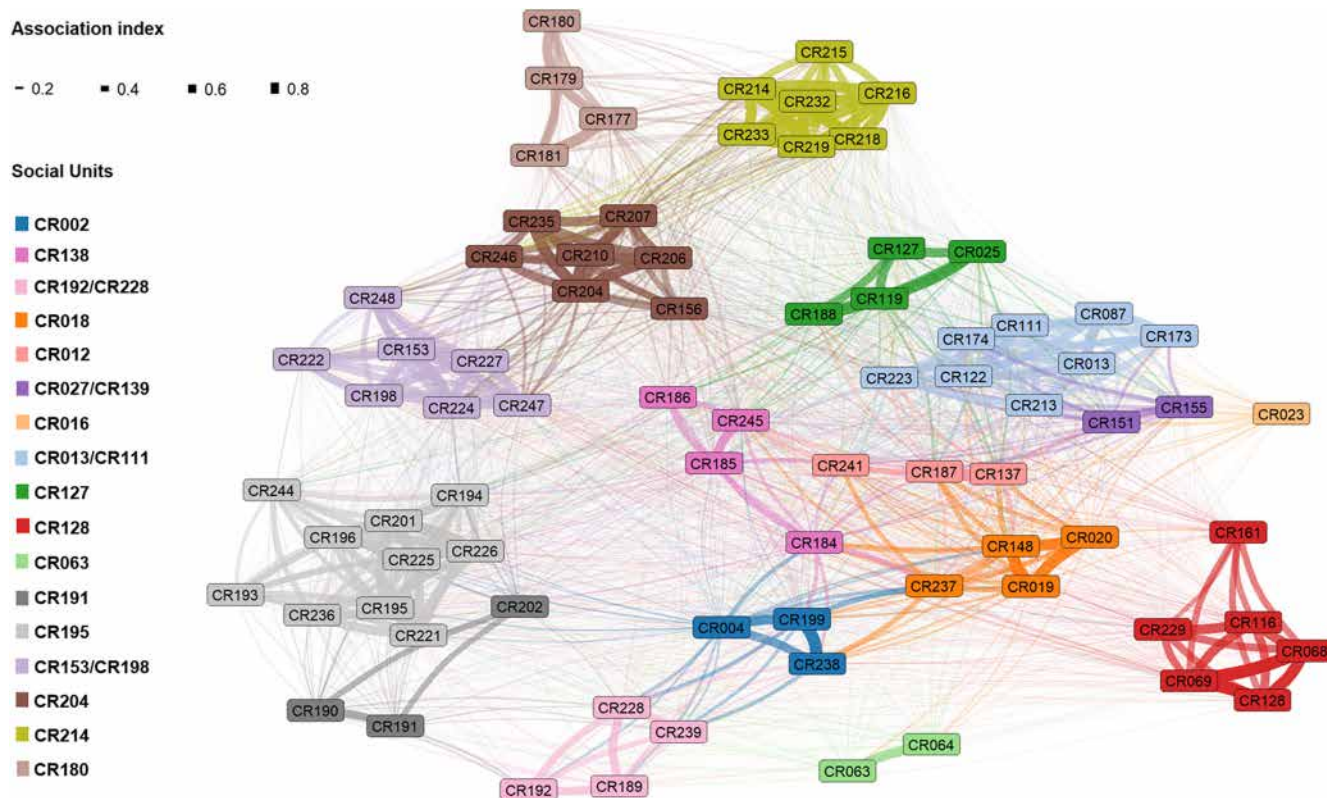 Association index
0.2 0.4 0.6 0.8
Social Units
CR002
CR138
CR192/CR228
CR018
CR012
CR027/CR139
CR016
CR013/CR111
CR127
CR128
CR063
CR191
CR195
CR153/CR198
CR204
CR214
CR180
CR180
CR179
CR177
CR181
CR215
CR214
CR232
CR216
CR233
CR219
CR218
CR235
CR207
CR246
CR210
CR206
CR204
CR156
CR127
CR025
CR119
CR188
CR248
CR153
CR222
CR227
CR198
CR224
CR247
CR087
CR111
CR174
CR173
CR013
CR223
CR122
CR213
CR155
CR151
CR023
CR186
CR245
CR185
CR241
CR187
CR137
CR184
CR244
CR194
CR201
CR196
CR225
CR226
CR193
CR236
CR195
CR221
CR202
CR190
CR191
CR148
CR020
CR237
CR019
CR004
CR199
CR238
CR161
CR229
CR116
CR068
CR069
CR128
CR228
CR239
CR192
CR189
CR064
CR063